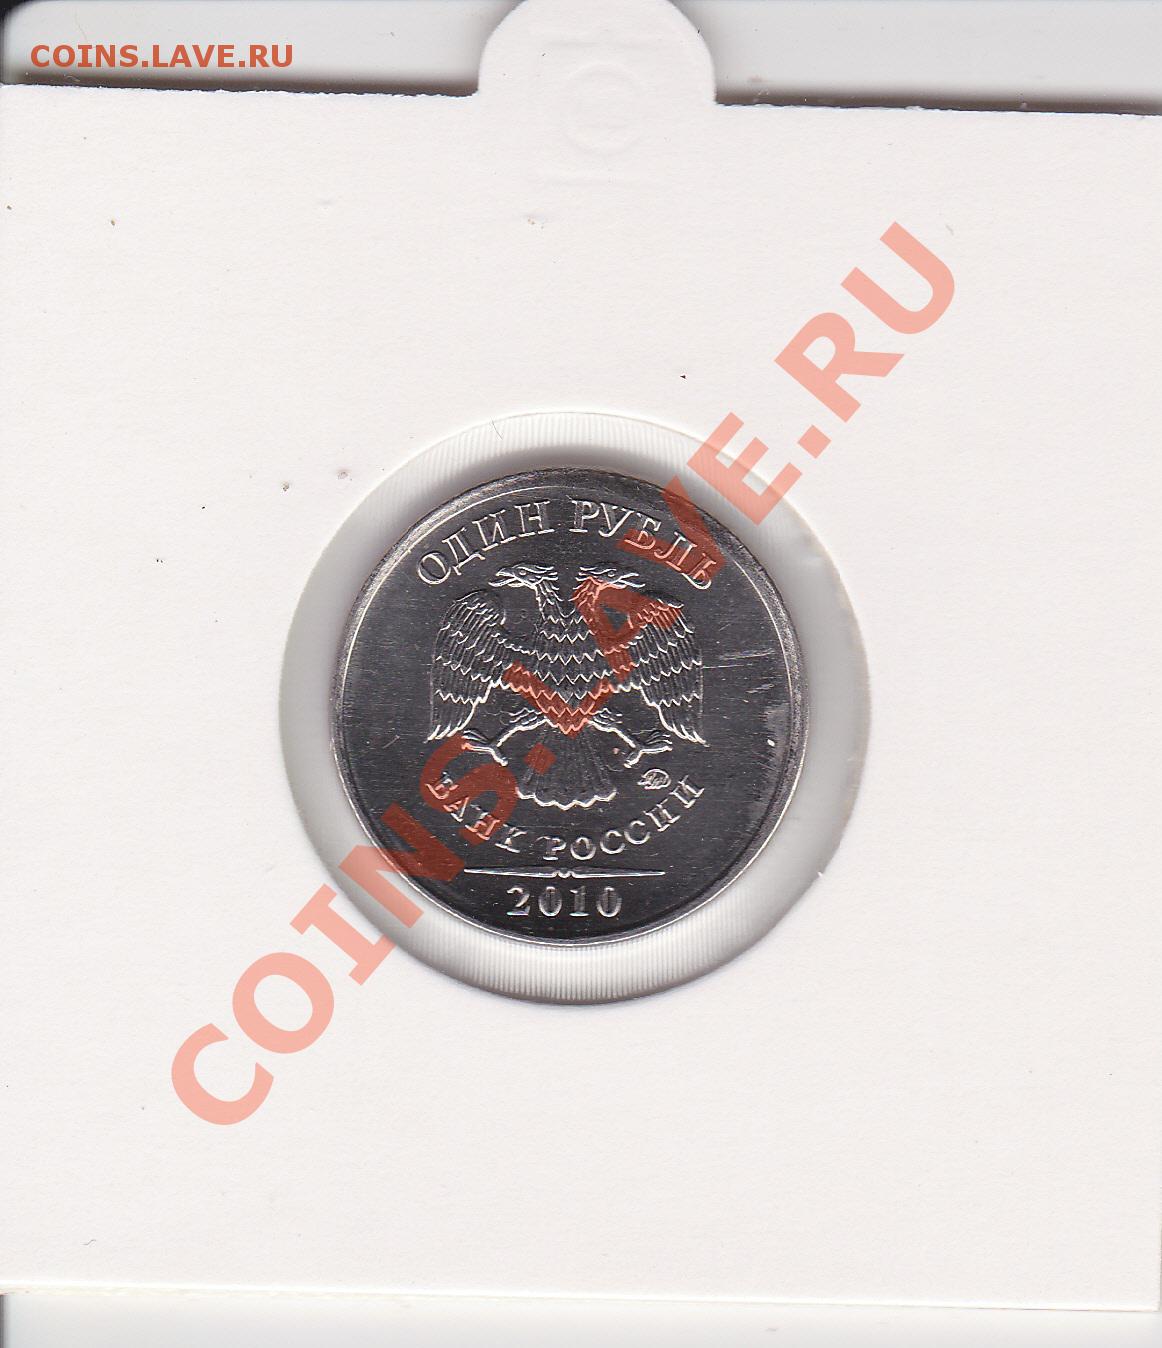 COINS.LAVE.RU
ОДИН РУБЛЬ
БАНК РОССИИ
2010
COINS.LAVE.RU